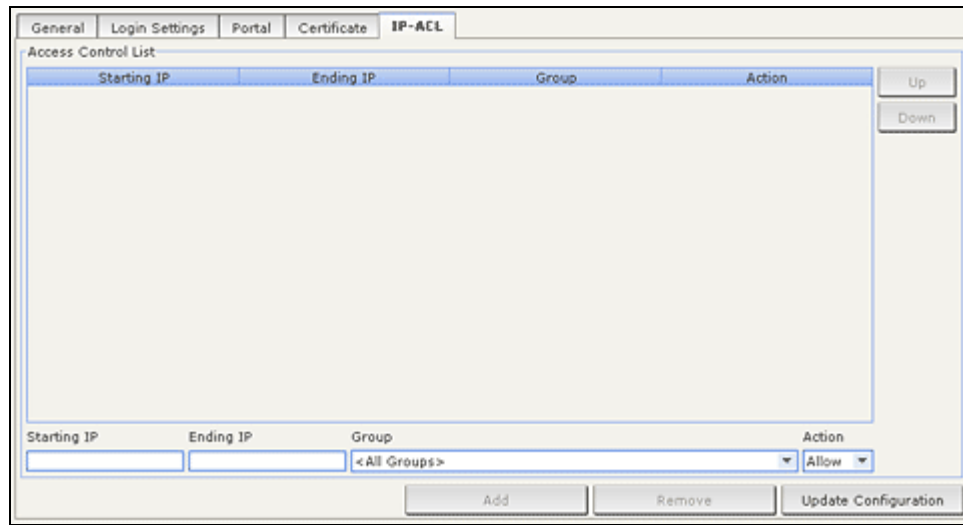 General Login Settings Portal Certificate IP-ACL
Access Control List
Starting IP Ending IP Group Action
Up
Down
Starting IP Ending IP Group Action
<All Groups> Allow
Add Remove Update Configuration